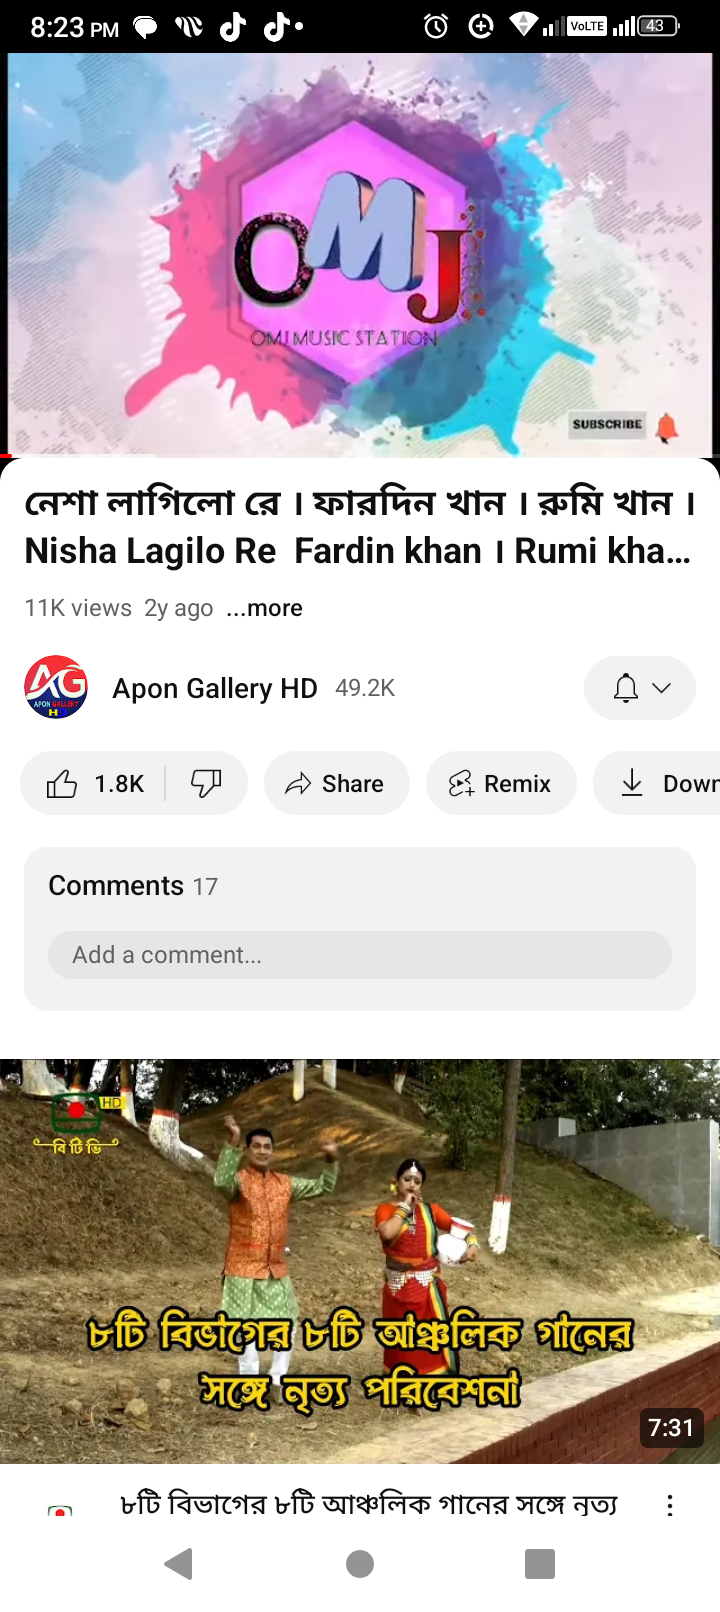 8:23 PM
VoLTE
43
OMJ
OMJ MUSIC STATION
SUBSCRIBE
নেশা লাগিলো রে । ফারদিন খান । রুমি খান ।
Nisha Lagilo Re Fardin khan । Rumi kha...
11K views 2y ago ...more
AG
APON GALLERY
HD
Apon Gallery HD 49.2K
1.8K
Share
Remix
Down
Comments 17
Add a comment...
HD
বিটিভি
৮টি বিভাগের ৮টি আঞ্চলিক গানের
সঙ্গে নৃত্য পরিবেশনা
7:31
৮টি বিভাগের ৮টি আঞ্চলিক গানের সঙ্গে নৃত্য